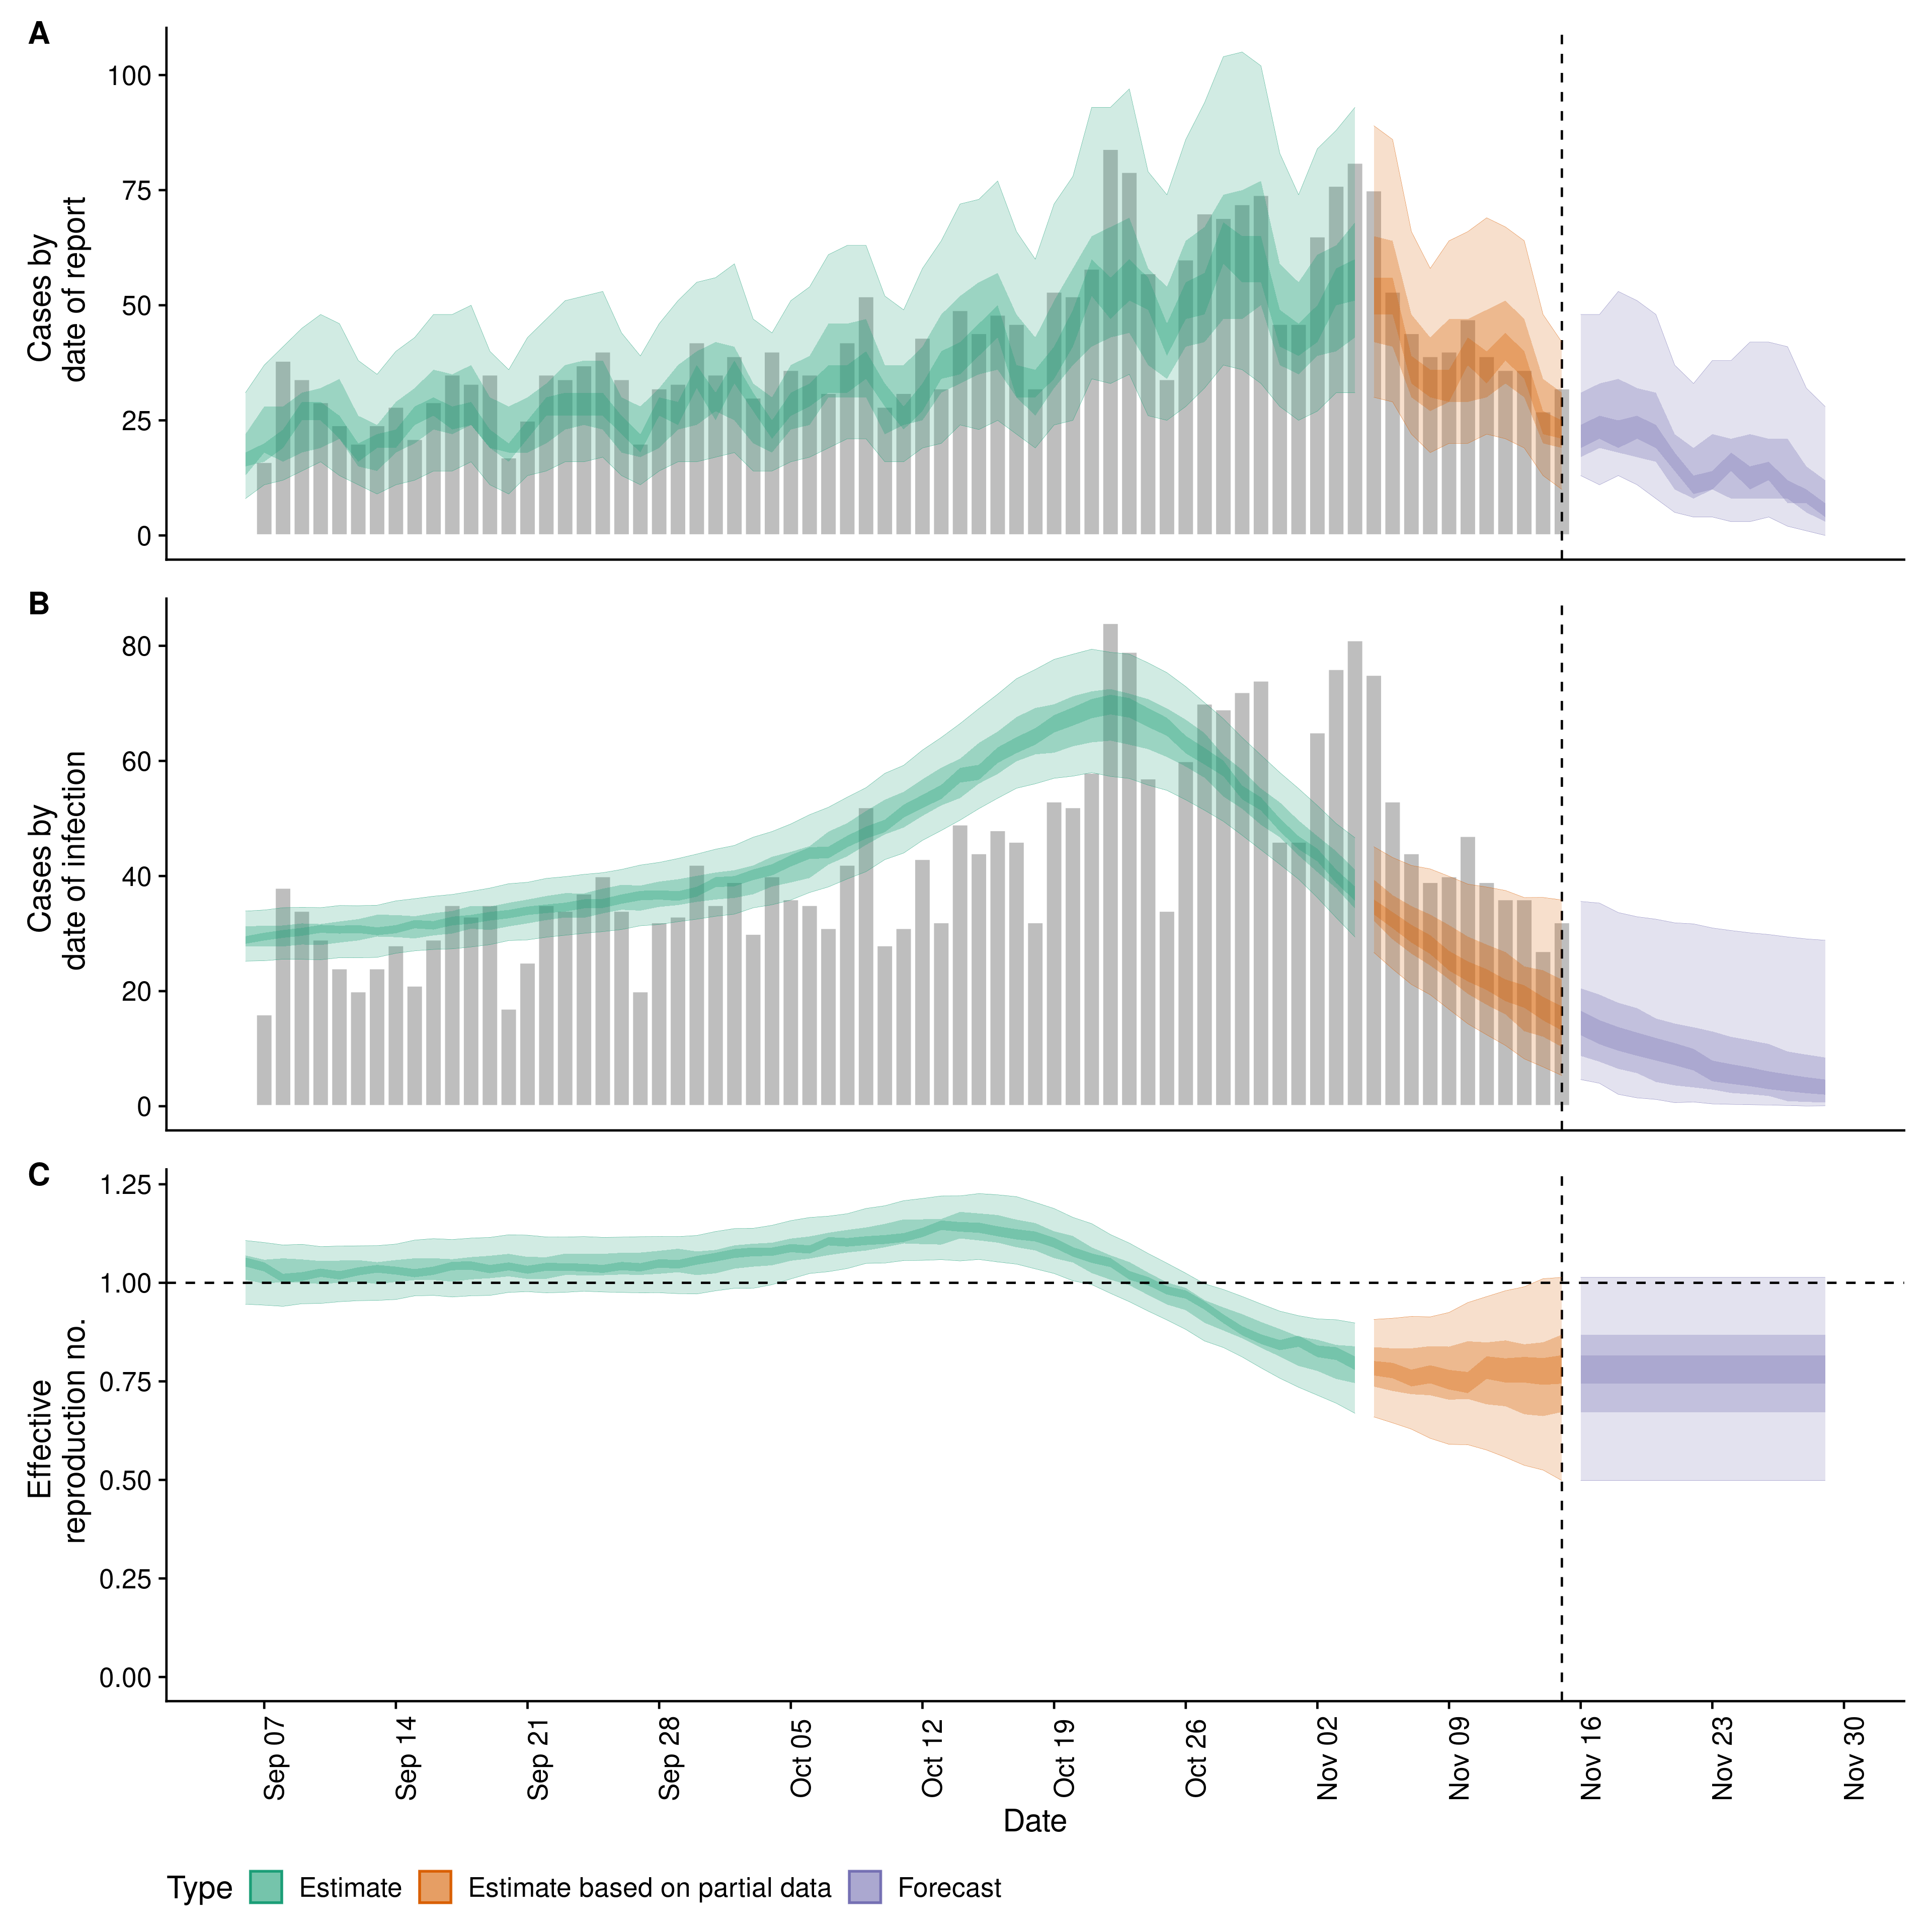 A
Cases by
date of report
100
75
50
25
0
B
Cases by
date of infection
80
60
40
20
0
C
Effective
reproduction no.
1.25
1.00
0.75
0.50
0.25
0.00
Sep 07
Sep 14
Sep 21
Sep 28
Oct 05
Oct 12
Oct 19
Oct 26
Nov 02
Nov 09
Nov 16
Nov 23
Nov 30
Date
Type Estimate Estimate based on partial data Forecast